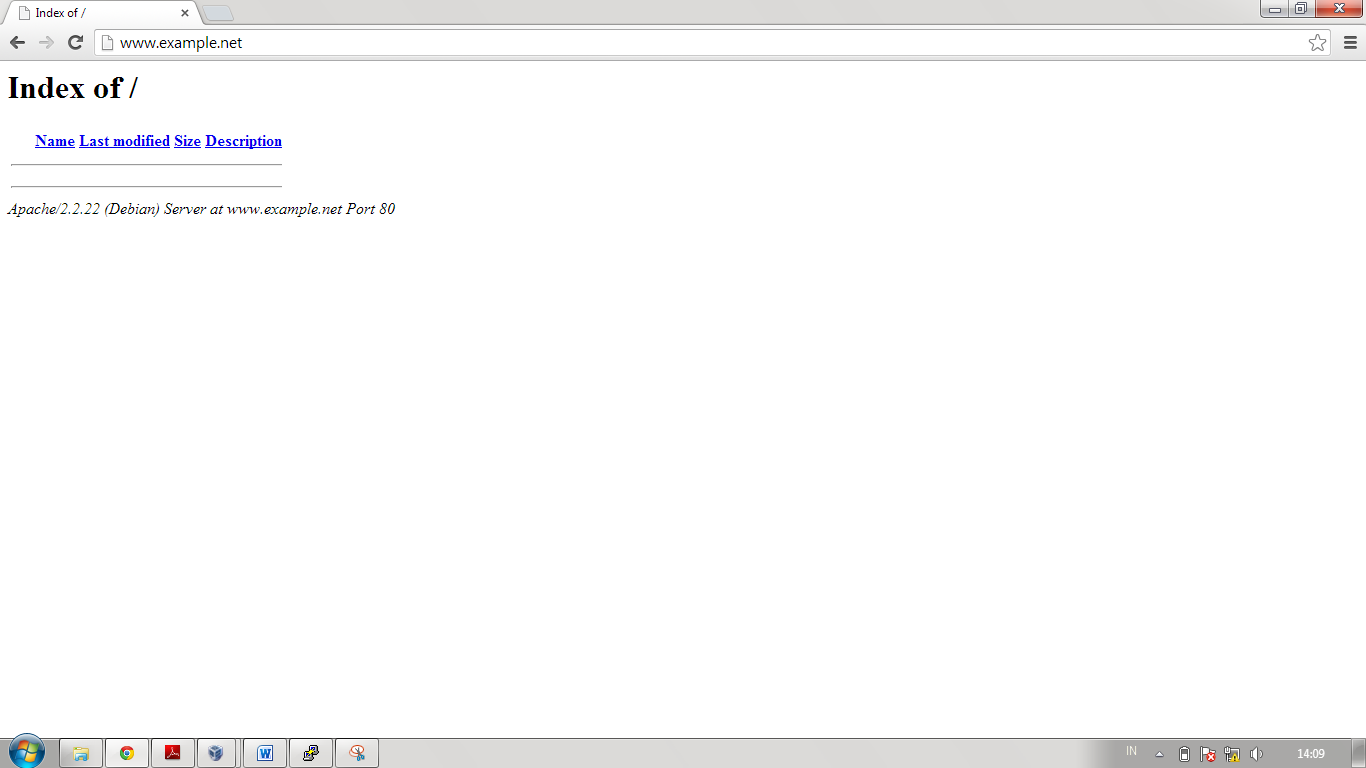 Index of /
www.example.net
Index of /
Name Last modified Size Description
Apache/2.2.22 (Debian) Server at www.example.net Port 80
IN
14:09